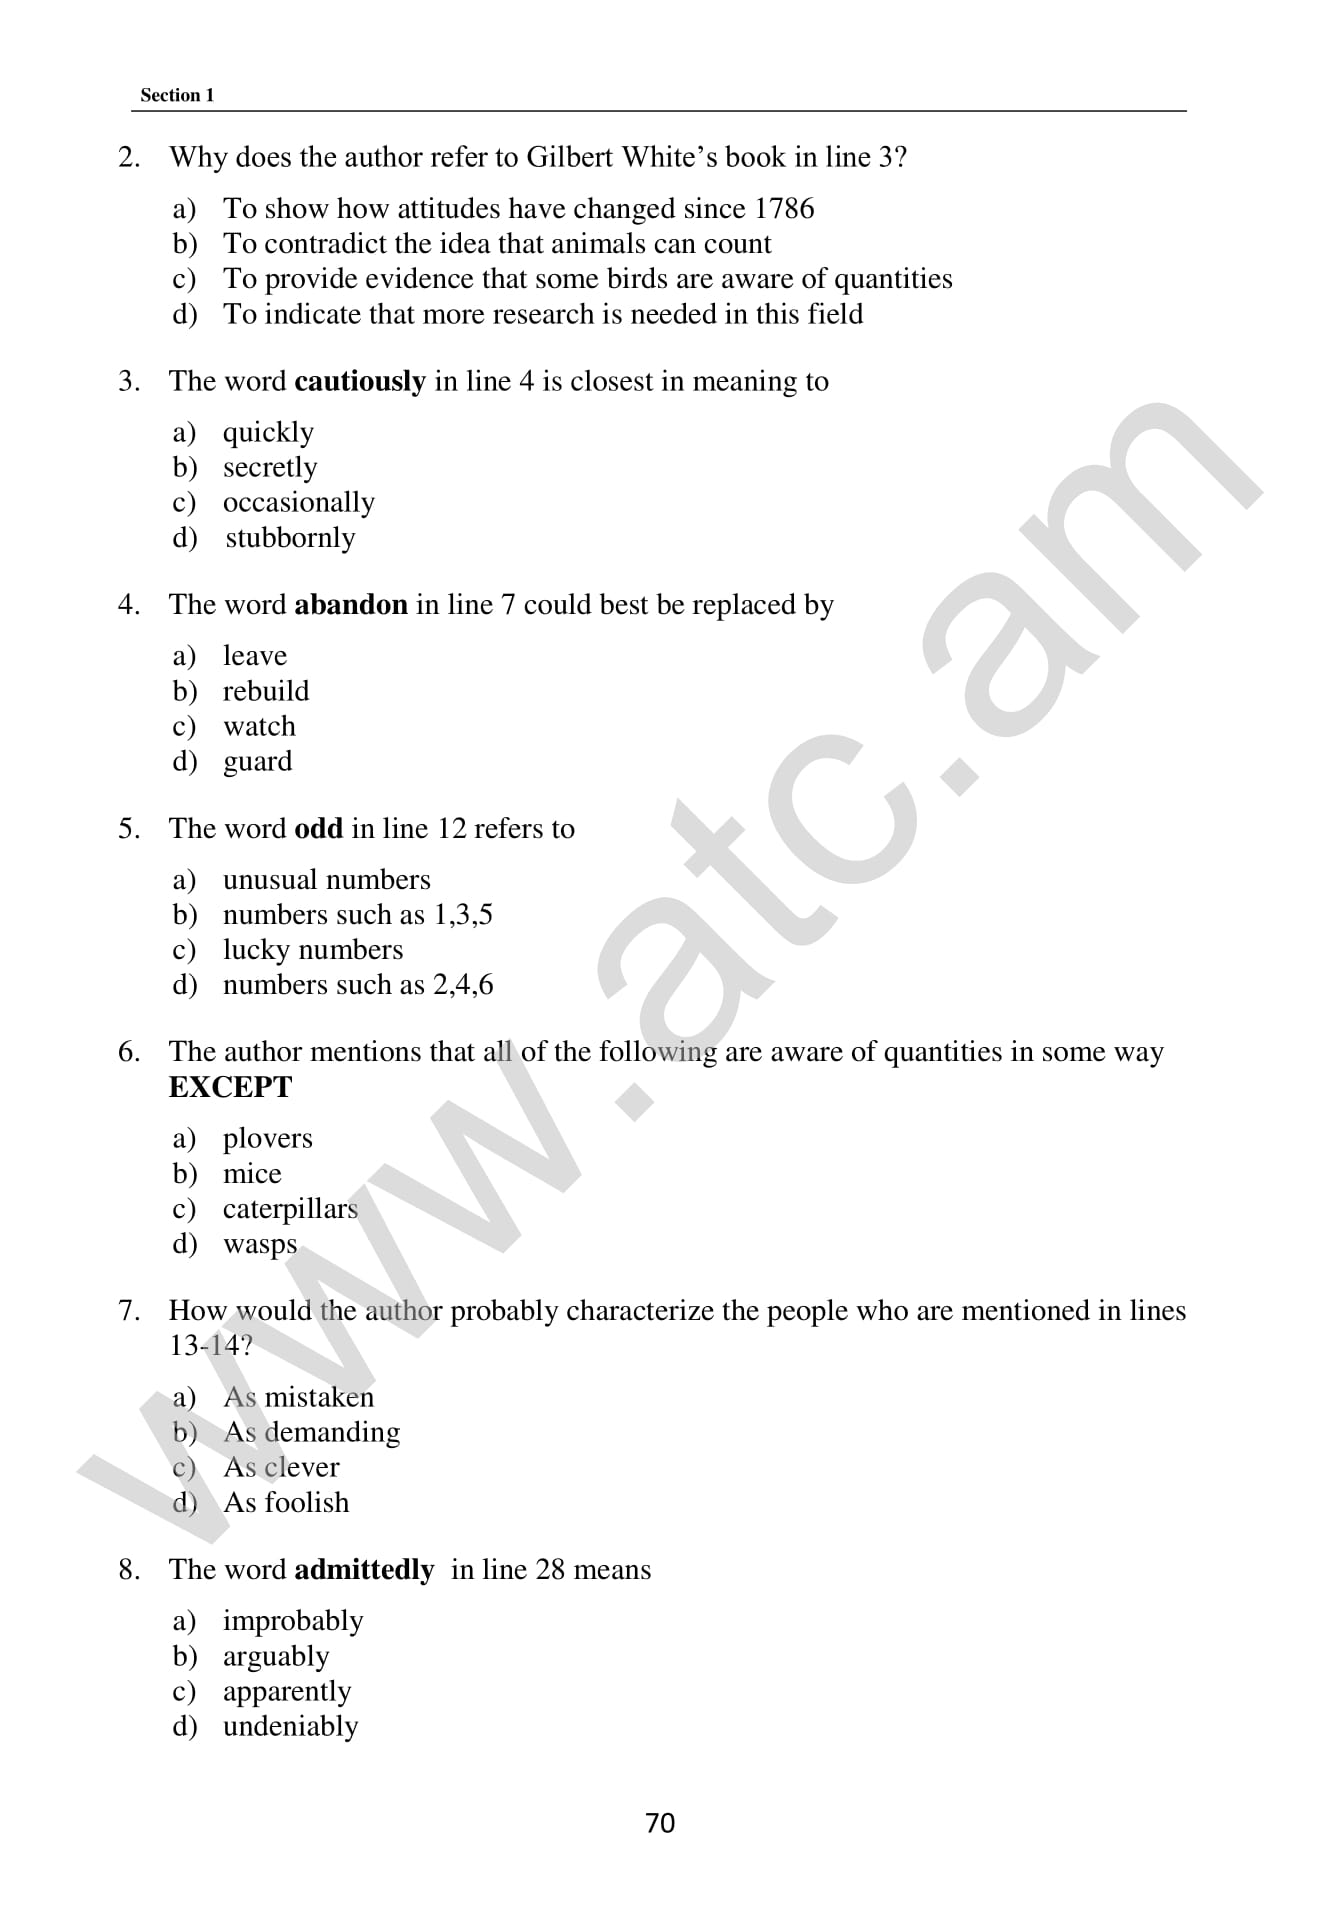 Section 1
2. Why does the author refer to Gilbert White’s book in line 3?
a) To show how attitudes have changed since 1786
b) To contradict the idea that animals can count
c) To provide evidence that some birds are aware of quantities
d) To indicate that more research is needed in this field
3. The word cautiously in line 4 is closest in meaning to
a) quickly
b) secretly
c) occasionally
d) stubbornly
4. The word abandon in line 7 could best be replaced by
a) leave
b) rebuild
c) watch
d) guard
5. The word odd in line 12 refers to
a) unusual numbers
b) numbers such as 1,3,5
c) lucky numbers
d) numbers such as 2,4,6
6. The author mentions that all of the following are aware of quantities in some way
EXCEPT
a) plovers
b) mice
c) caterpillars
d) wasps
7. How would the author probably characterize the people who are mentioned in lines
13-14?
a) As mistaken
b) As demanding
c) As clever
d) As foolish
8. The word admittedly in line 28 means
a) improbably
b) arguably
c) apparently
d) undeniably
70
www.atc.am